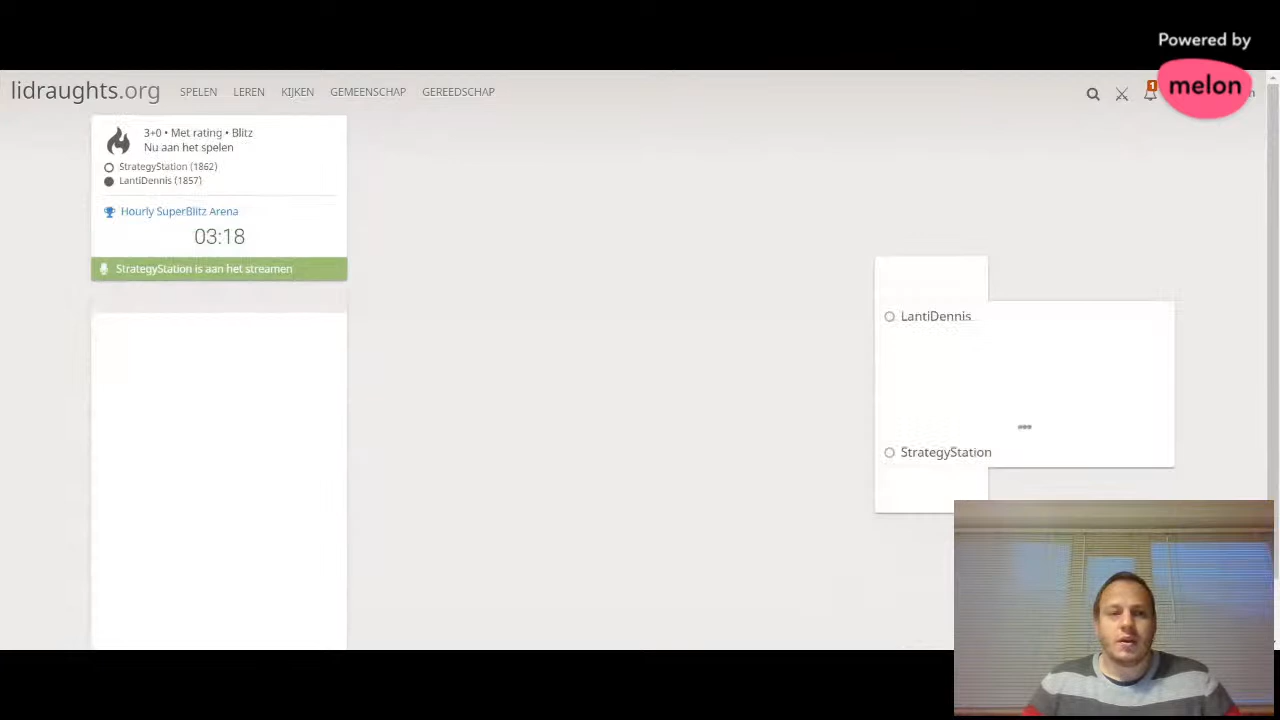 Powered by
melon
lidraughts.org SPELEN LEREN KIJKEN GEMEENSCHAP GEREEDSCHAP
1
3+0 • Met rating • Blitz
Nu aan het spelen
StrategyStation (1862)
LantiDennis (1857)
Hourly SuperBlitz Arena
03:18
StrategyStation is aan het streamen
LantiDennis
StrategyStation